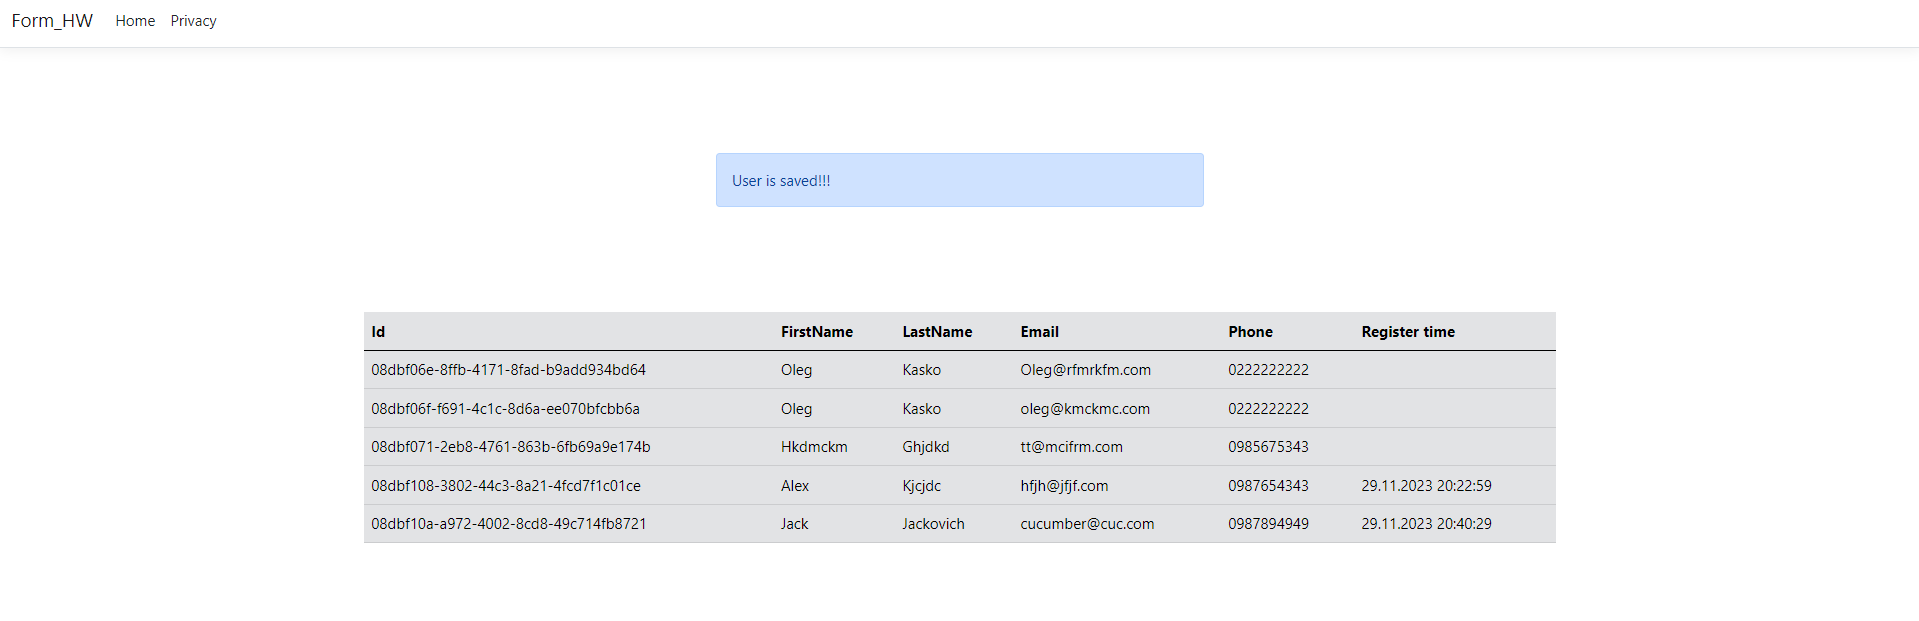 Form_HW Home Privacy
User is saved!!!
Id FirstName LastName Email Phone Register time
08dbf06e-8ffb-4171-8fad-b9add934bd64 Oleg Kasko Oleg@rfmrkfm.com 0222222222
08dbf06f-f691-4c1c-8d6a-ee070bfcbb6a Oleg Kasko oleg@kmckmc.com 0222222222
08dbf071-2eb8-4761-863b-6fb69a9e174b Hkdmckm Ghjdkd tt@mcifrm.com 0985675343
08dbf108-3802-44c3-8a21-4fcd7f1c01ce Alex Kjcjdc hfjh@jfjf.com 0987654343 29.11.2023 20:22:59
08dbf10a-a972-4002-8cd8-49c714fb8721 Jack Jackovich cucumber@cuc.com 0987894949 29.11.2023 20:40:29